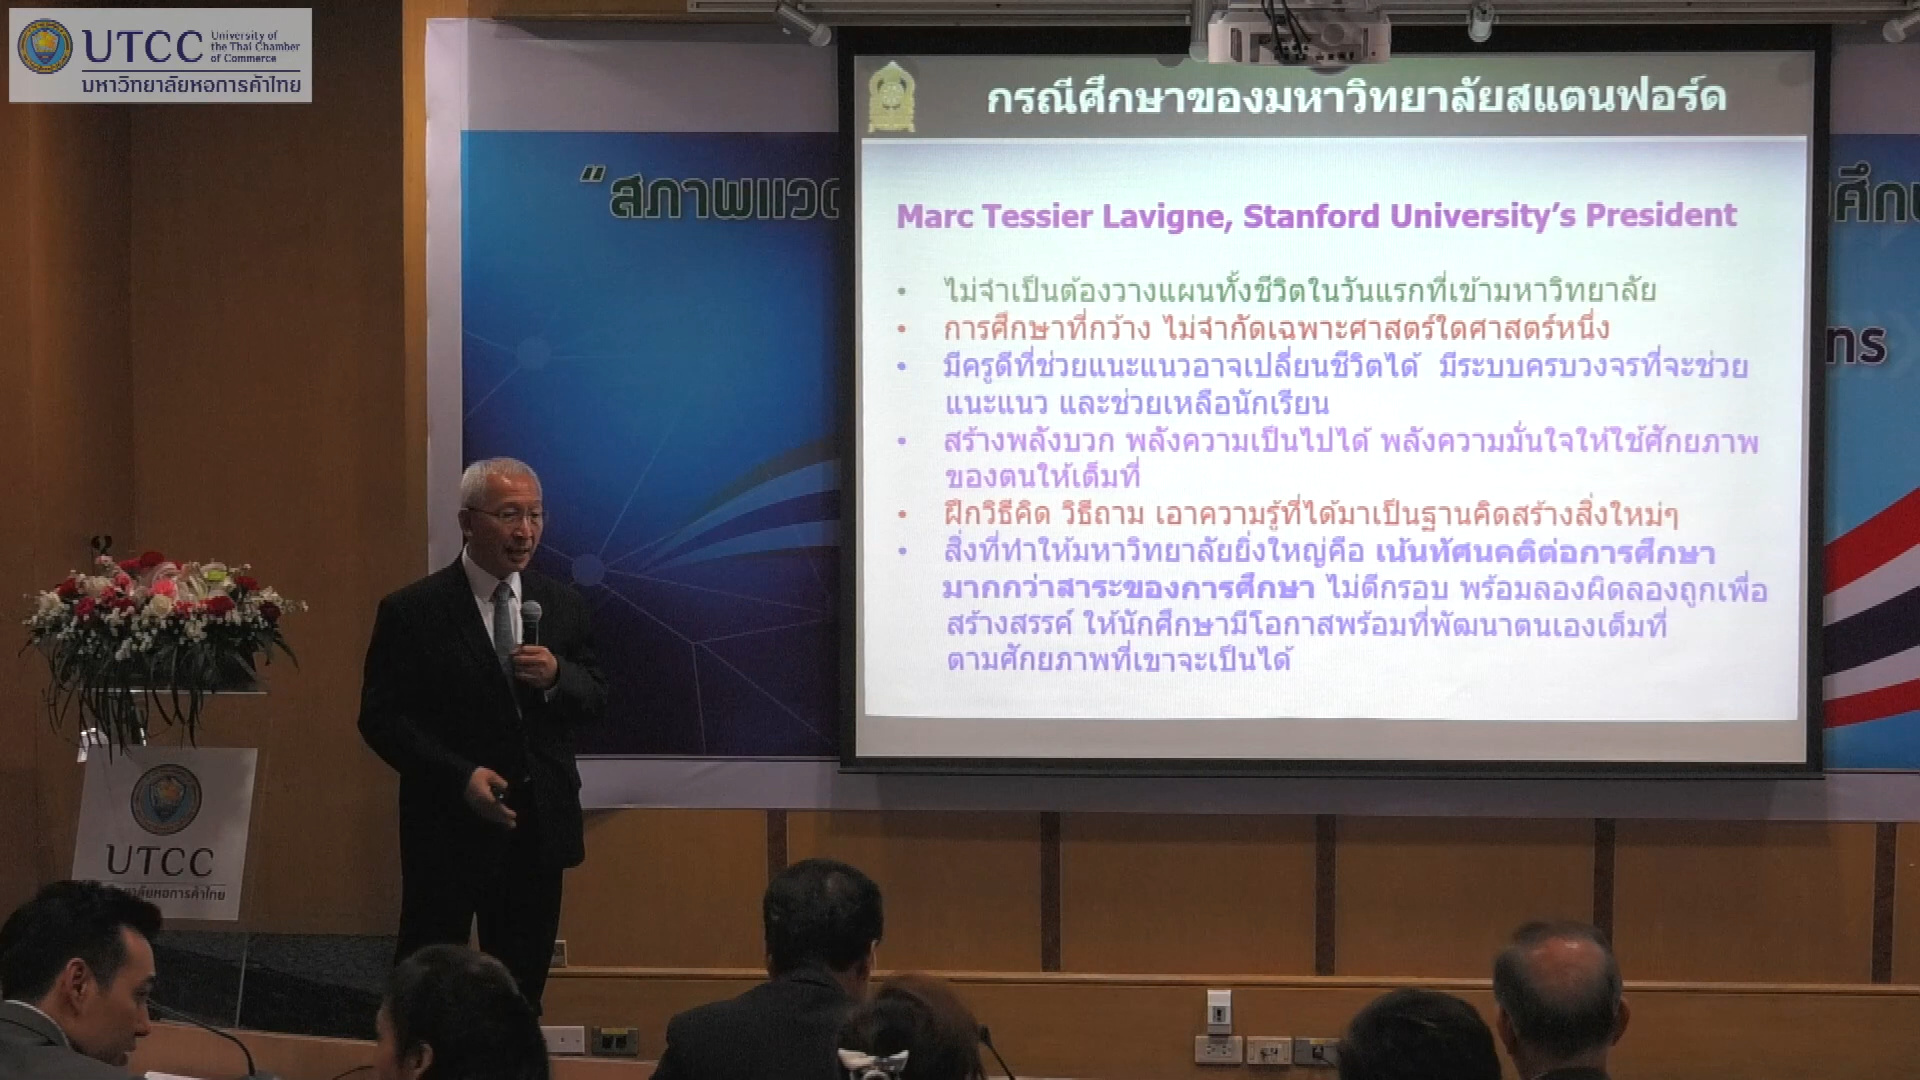 UTCC
University of
the Thai Chamber
of Commerce
มหาวิทยาลัยหอการค้าไทย
กรณีศึกษาของมหาวิทยาลัยสแตนฟอร์ด
"สภาพแวด
Marc Tessier Lavigne, Stanford University's President
• ไม่จำเป็นต้องวางแผนทั้งชีวิตในวันแรกที่เข้ามหาวิทยาลัย
• การศึกษาที่กว้าง ไม่จำกัดเฉพาะศาสตร์ใดศาสตร์หนึ่ง
• มีครูดีที่ช่วยแนะแนวอาจเปลี่ยนชีวิตได้ มีระบบครบวงจรที่จะช่วย
แนะแนว และช่วยเหลือนักเรียน
• สร้างพลังบวก พลังความเป็นไปได้ พลังความมั่นใจให้ใช้ศักยภาพ
ของตนให้เต็มที่
• ฝึกวิธีคิด วิธีถาม เอาความรู้ที่ได้มาเป็นฐานคิดสร้างสิ่งใหม่ๆ
• สิ่งที่ทำให้มหาวิทยาลัยยิ่งใหญ่คือ เน้นทัศนคติต่อการศึกษา
มากกว่าสาระของการศึกษา ไม่ตีกรอบ พร้อมลองผิดลองถูกเพื่อ
สร้างสรรค์ ให้นักศึกษามีโอกาสพร้อมที่พัฒนาตนเองเต็มที่
ตามศักยภาพที่เขาจะเป็นได้
ศึก
กร
UTCC
ยาลัยหอการค้าไทย